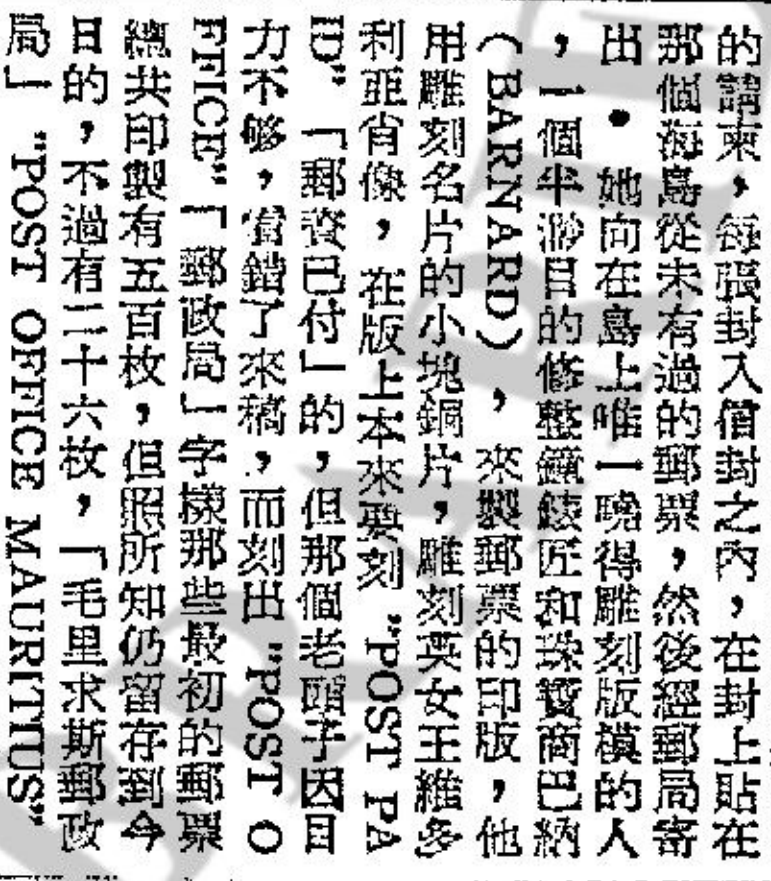 的請柬，每張封入信封之內，在封上貼在
那個海島從未有過的郵票，然後經郵局寄
出。她向在島上唯一曉得雕刻版模的人
，一個半渺目的修整鐘錶匠和珠寶商巴納
（BARNARD），來製郵票的印版，他
用雕刻名片的小塊銅片，雕刻英女王維多
利亞肖像，在版上本來要刻 "POST PA
ID"「郵資已付」的，但那個老頭子因目
力不够，看錯了來稿，而刻出 "POST O
FFICE"「郵政局」字樣那些最初的郵票
總共印製有五百枚，但照所知仍留存到今
日的，不過有二十六枚，「毛里求斯郵政
局」 "POST OFFICE MAURITIUS"